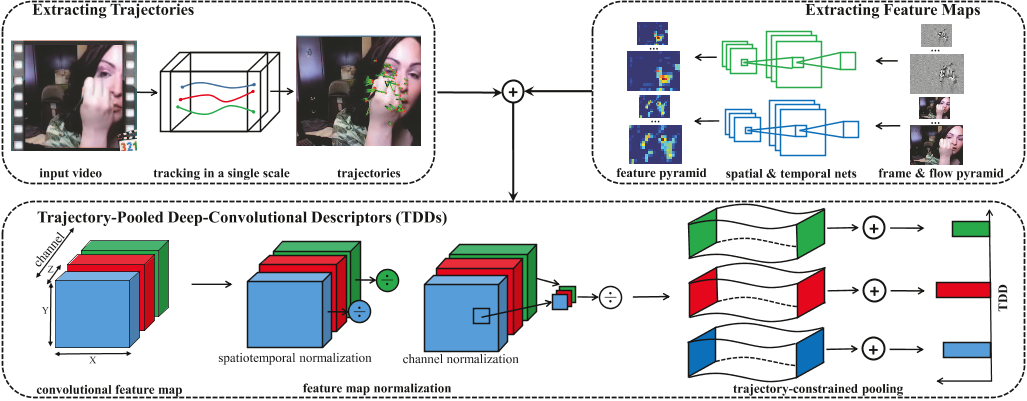 Extracting Trajectories
321
input video
tracking in a single scale
trajectories
Extracting Feature Maps
...
...
...
...
feature pyramid
spatial & temporal nets
frame & flow pyramid
Trajectory-Pooled Deep-Convolutional Descriptors (TDDs)
channel
Z
Y
X
convolutional feature map
spatiotemporal normalization
channel normalization
feature map normalization
trajectory-constrained pooling
TDD